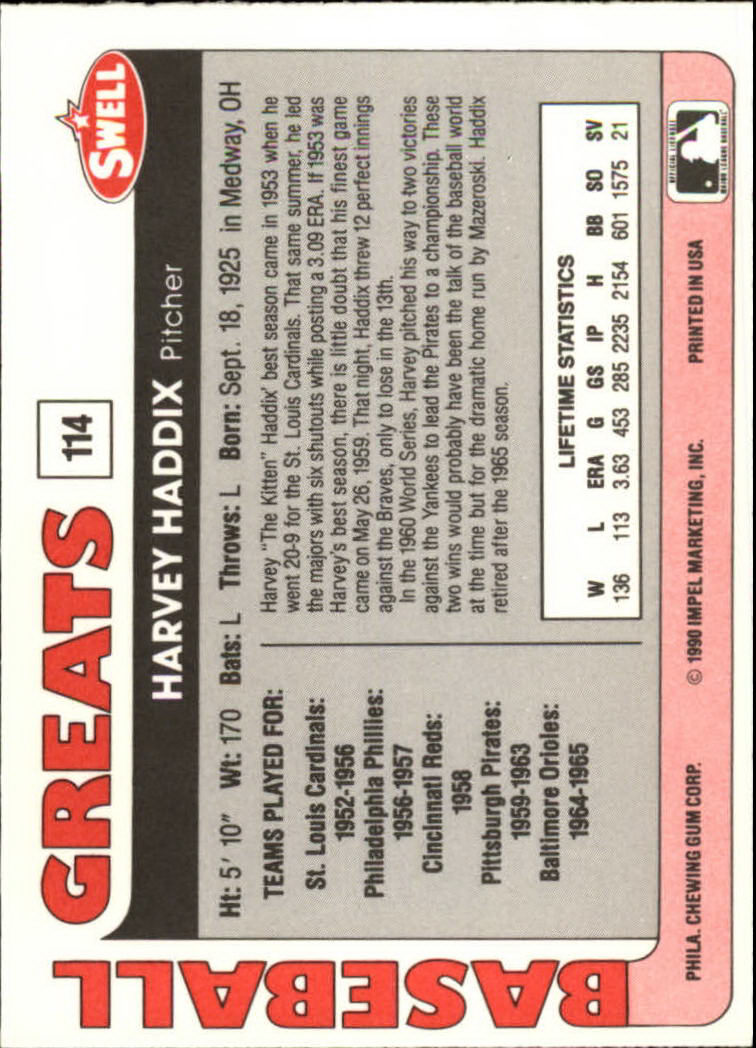 BASEBALL
GREATS
114
SWELL
HARVEY HADDIX Pitcher
Ht: 5' 10" Wt: 170 Bats: L Throws: L Born: Sept. 18, 1925 in Medway, OH
TEAMS PLAYED FOR:
St. Louis Cardinals:
1952-1956
Philadelphia Phillies:
1956-1957
Cincinnati Reds:
1958
Pittsburgh Pirates:
1959-1963
Baltimore Orioles:
1964-1965
Harvey "The Kitten" Haddix' best season came in 1953 when he
went 20-9 for the St. Louis Cardinals. That same summer, he led
the majors with six shutouts while posting a 3.09 ERA. If 1953 was
Harvey's best season, there is little doubt that his finest game
came on May 26, 1959. That night, Haddix threw 12 perfect innings
against the Braves, only to lose in the 13th.
In the 1960 World Series, Harvey pitched his way to two victories
against the Yankees to lead the Pirates to a championship. These
two wins would probably have been the talk of the baseball world
at the time but for the dramatic home run by Mazeroski. Haddix
retired after the 1965 season.
LIFETIME STATISTICS
W L ERA G GS IP H BB SO SV
136 113 3.63 453 285 2235 2154 601 1575 21
PHILA. CHEWING GUM CORP. © 1990 IMPEL MARKETING, INC. PRINTED IN USA
OFFICIAL LICENSEE
MAJOR LEAGUE BASEBALL